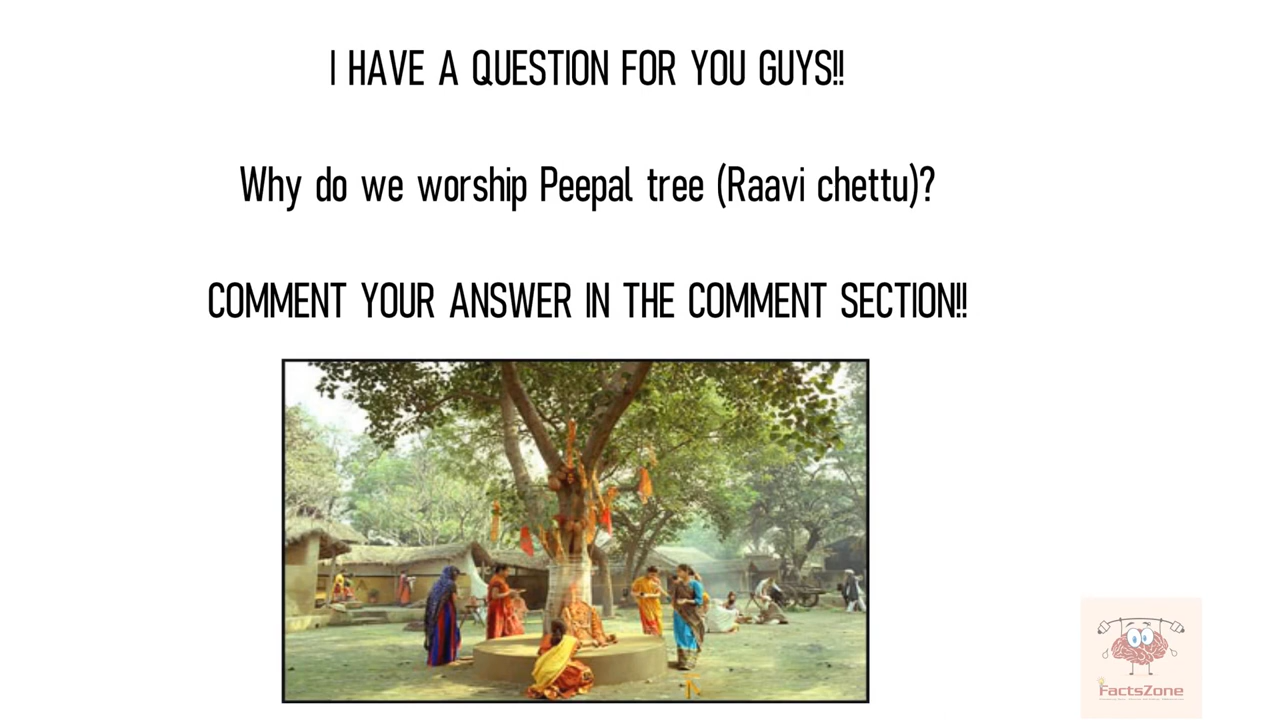 I HAVE A QUESTION FOR YOU GUYS!!
Why do we worship Peepal tree (Raavi chettu)?
COMMENT YOUR ANSWER IN THE COMMENT SECTION!!
FactsZone